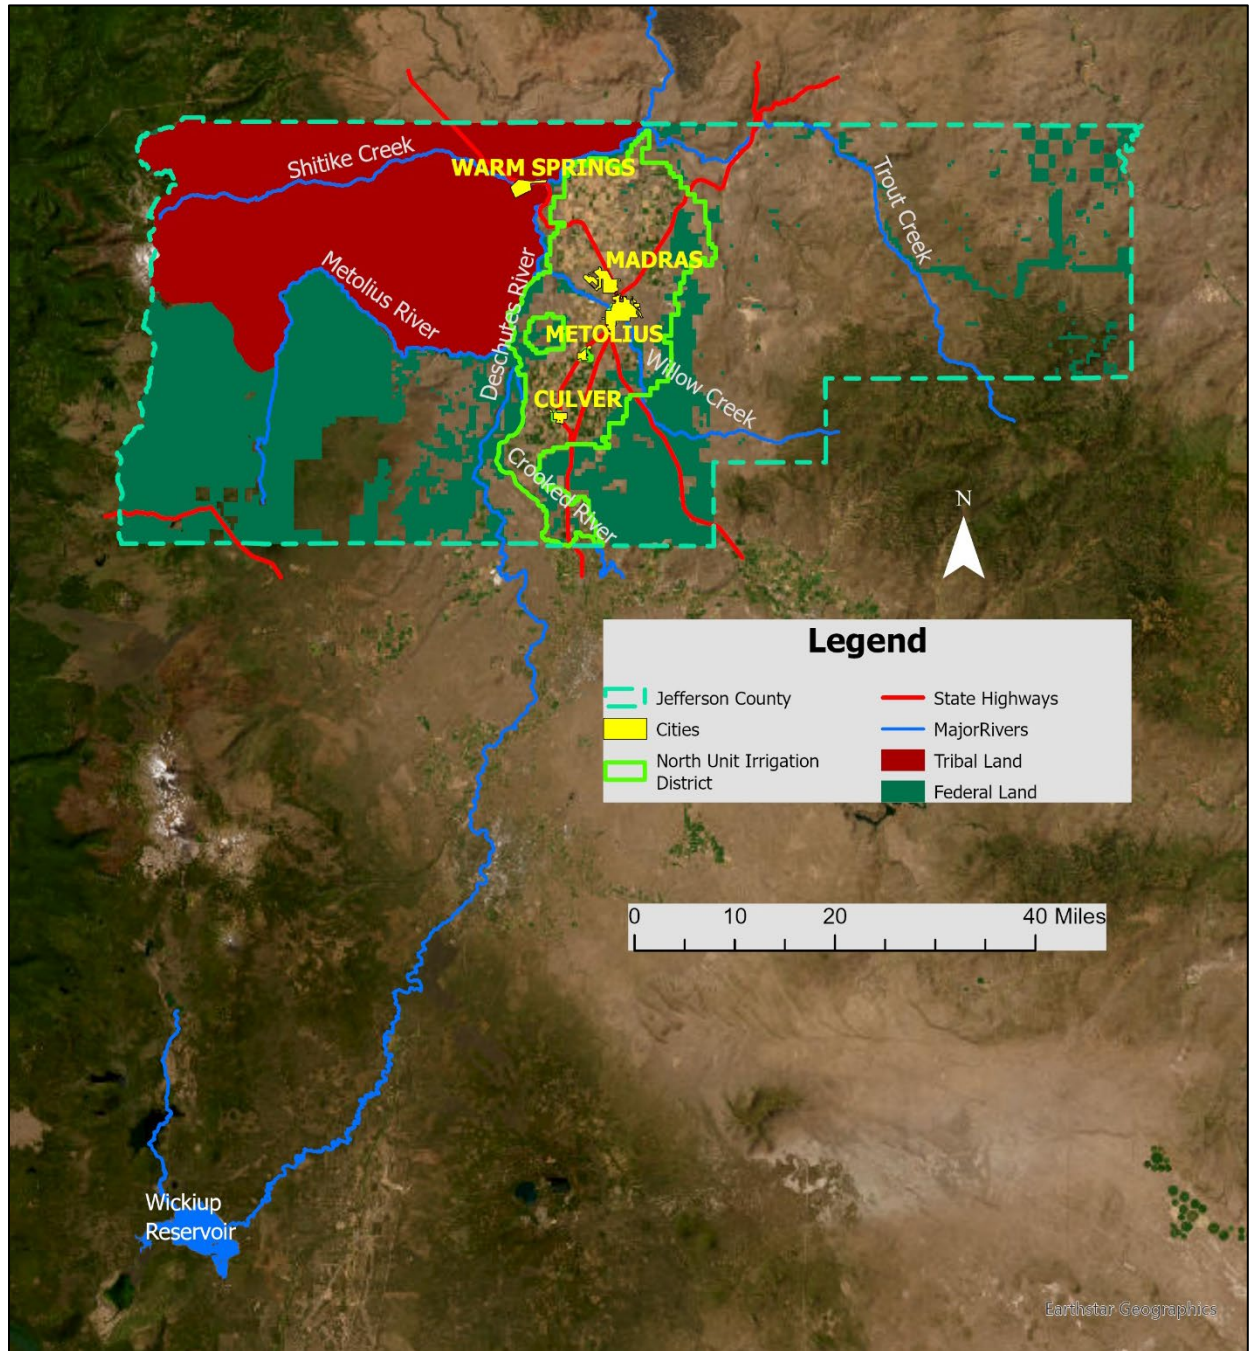 Shitike Creek
WARM SPRINGS
Trout Creek
Metolius River
MADRAS
Deschutes River
METOLIUS
Willow Creek
CULVER
Crooked River
N
Legend
Jefferson County
Cities
North Unit Irrigation
District
State Highways
MajorRivers
Tribal Land
Federal Land
0 10 20 40 Miles
Wickiup
Reservoir
Earthstar Geographics